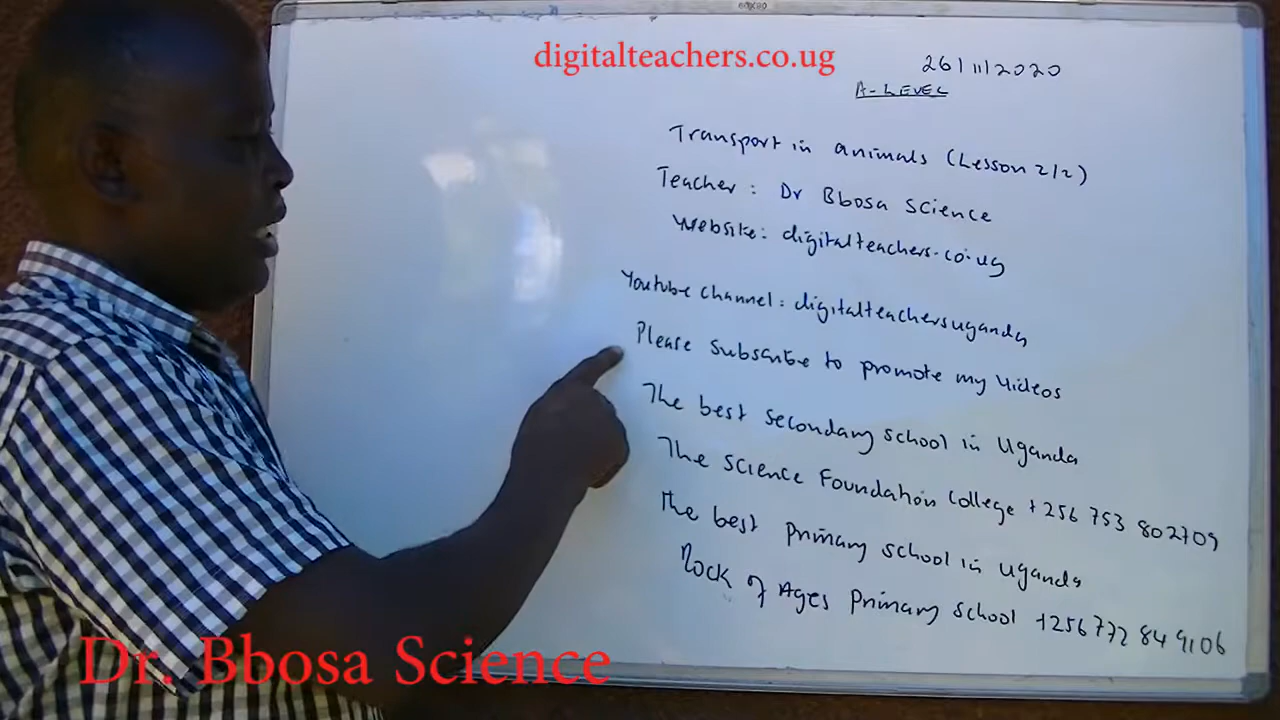 digitalteachers.co.ug
26/11/2020
A-LEVEL
Transport in animals (Lesson 2/2)
Teacher: Dr Bbosa Science
Website: digitalteachers.co.ug
Youtube channel: digitalteachersuganda
Please subscribe to promote my videos
The best secondary school in Uganda
The Science Foundation College +256 753 802709
The best primary school in Uganda
Rock of Ages Primary school +256 772 849106
Dr. Bbosa Science